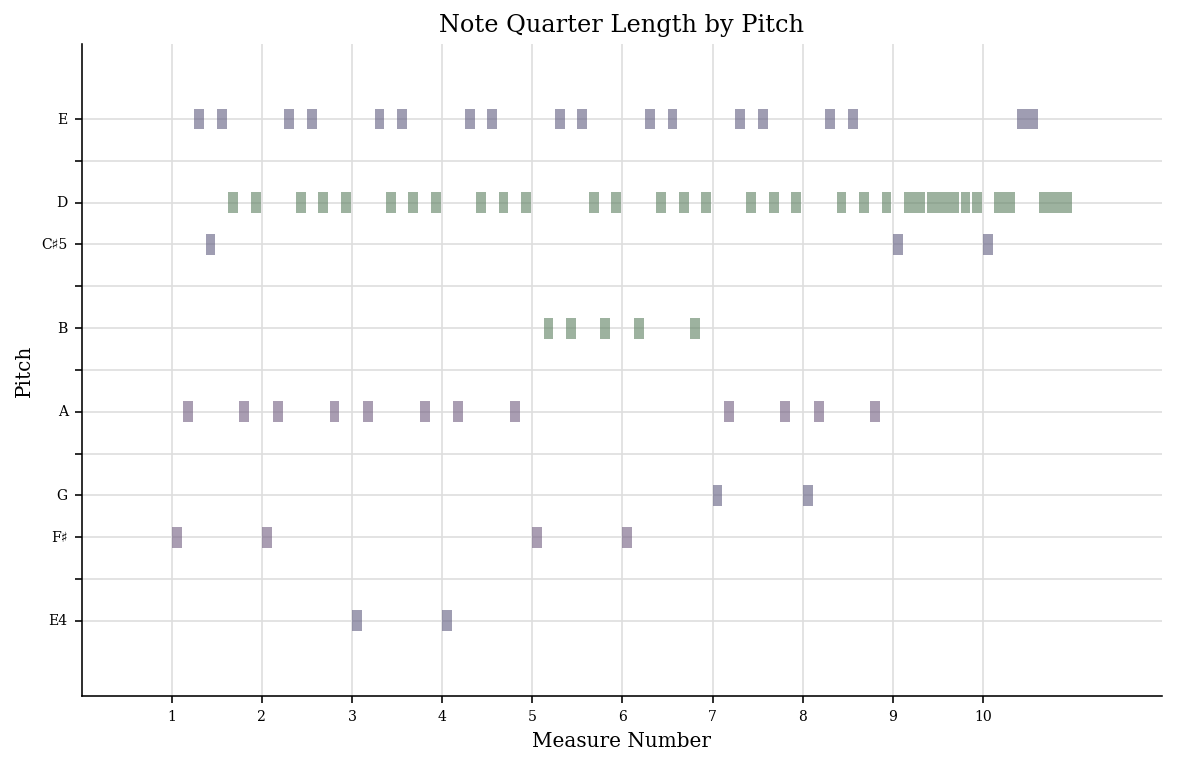 Note Quarter Length by Pitch
E
D
C♯5
B
A
G
F♯
E4
Pitch
1 2 3 4 5 6 7 8 9 10
Measure Number